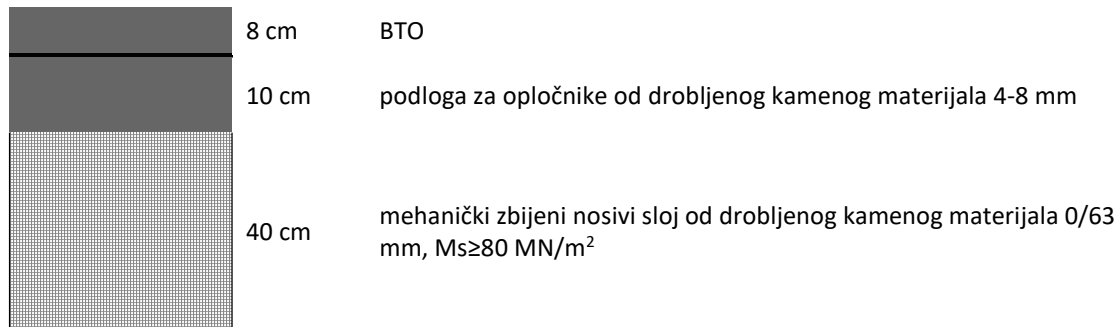 8 cm BTO
10 cm podloga za opločnike od drobljenog kamenog materijala 4-8 mm
40 cm mehanički zbijeni nosivi sloj od drobljenog kamenog materijala 0/63
mm, Ms≥80 MN/m²